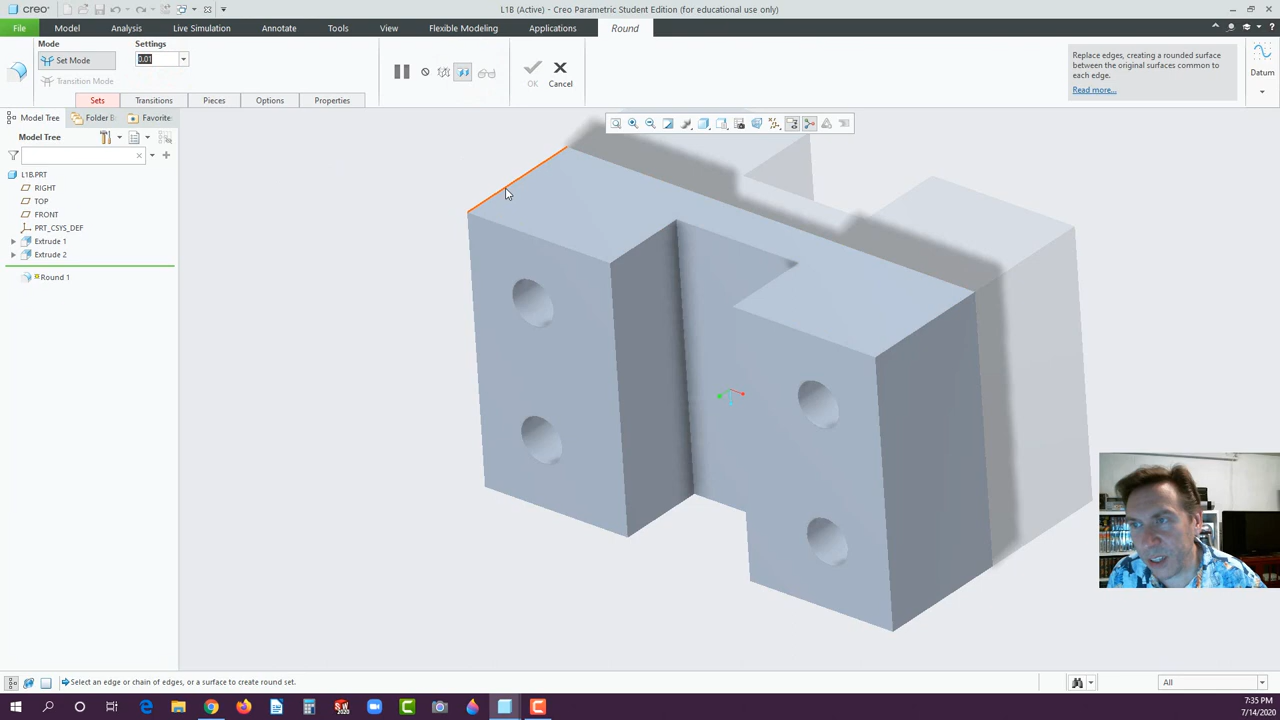 creo
L1B (Active) - Creo Parametric Student Edition (for educational use only)
File Model Analysis Live Simulation Annotate Tools View Flexible Modeling Applications Round
Mode
Set Mode
Transition Mode
Settings
0.01
OK
Cancel
Replace edges, creating a rounded surface
between the original surfaces common to
each edge.
Read more...
Datum
Sets Transitions Pieces Options Properties
Model Tree Folder B Favorite
Model Tree
L1B.PRT
RIGHT
TOP
FRONT
PRT_CSYS_DEF
Extrude 1
Extrude 2
Round 1
Select an edge or chain of edges, or a surface to create round set.
All
7:35 PM
7/14/2020